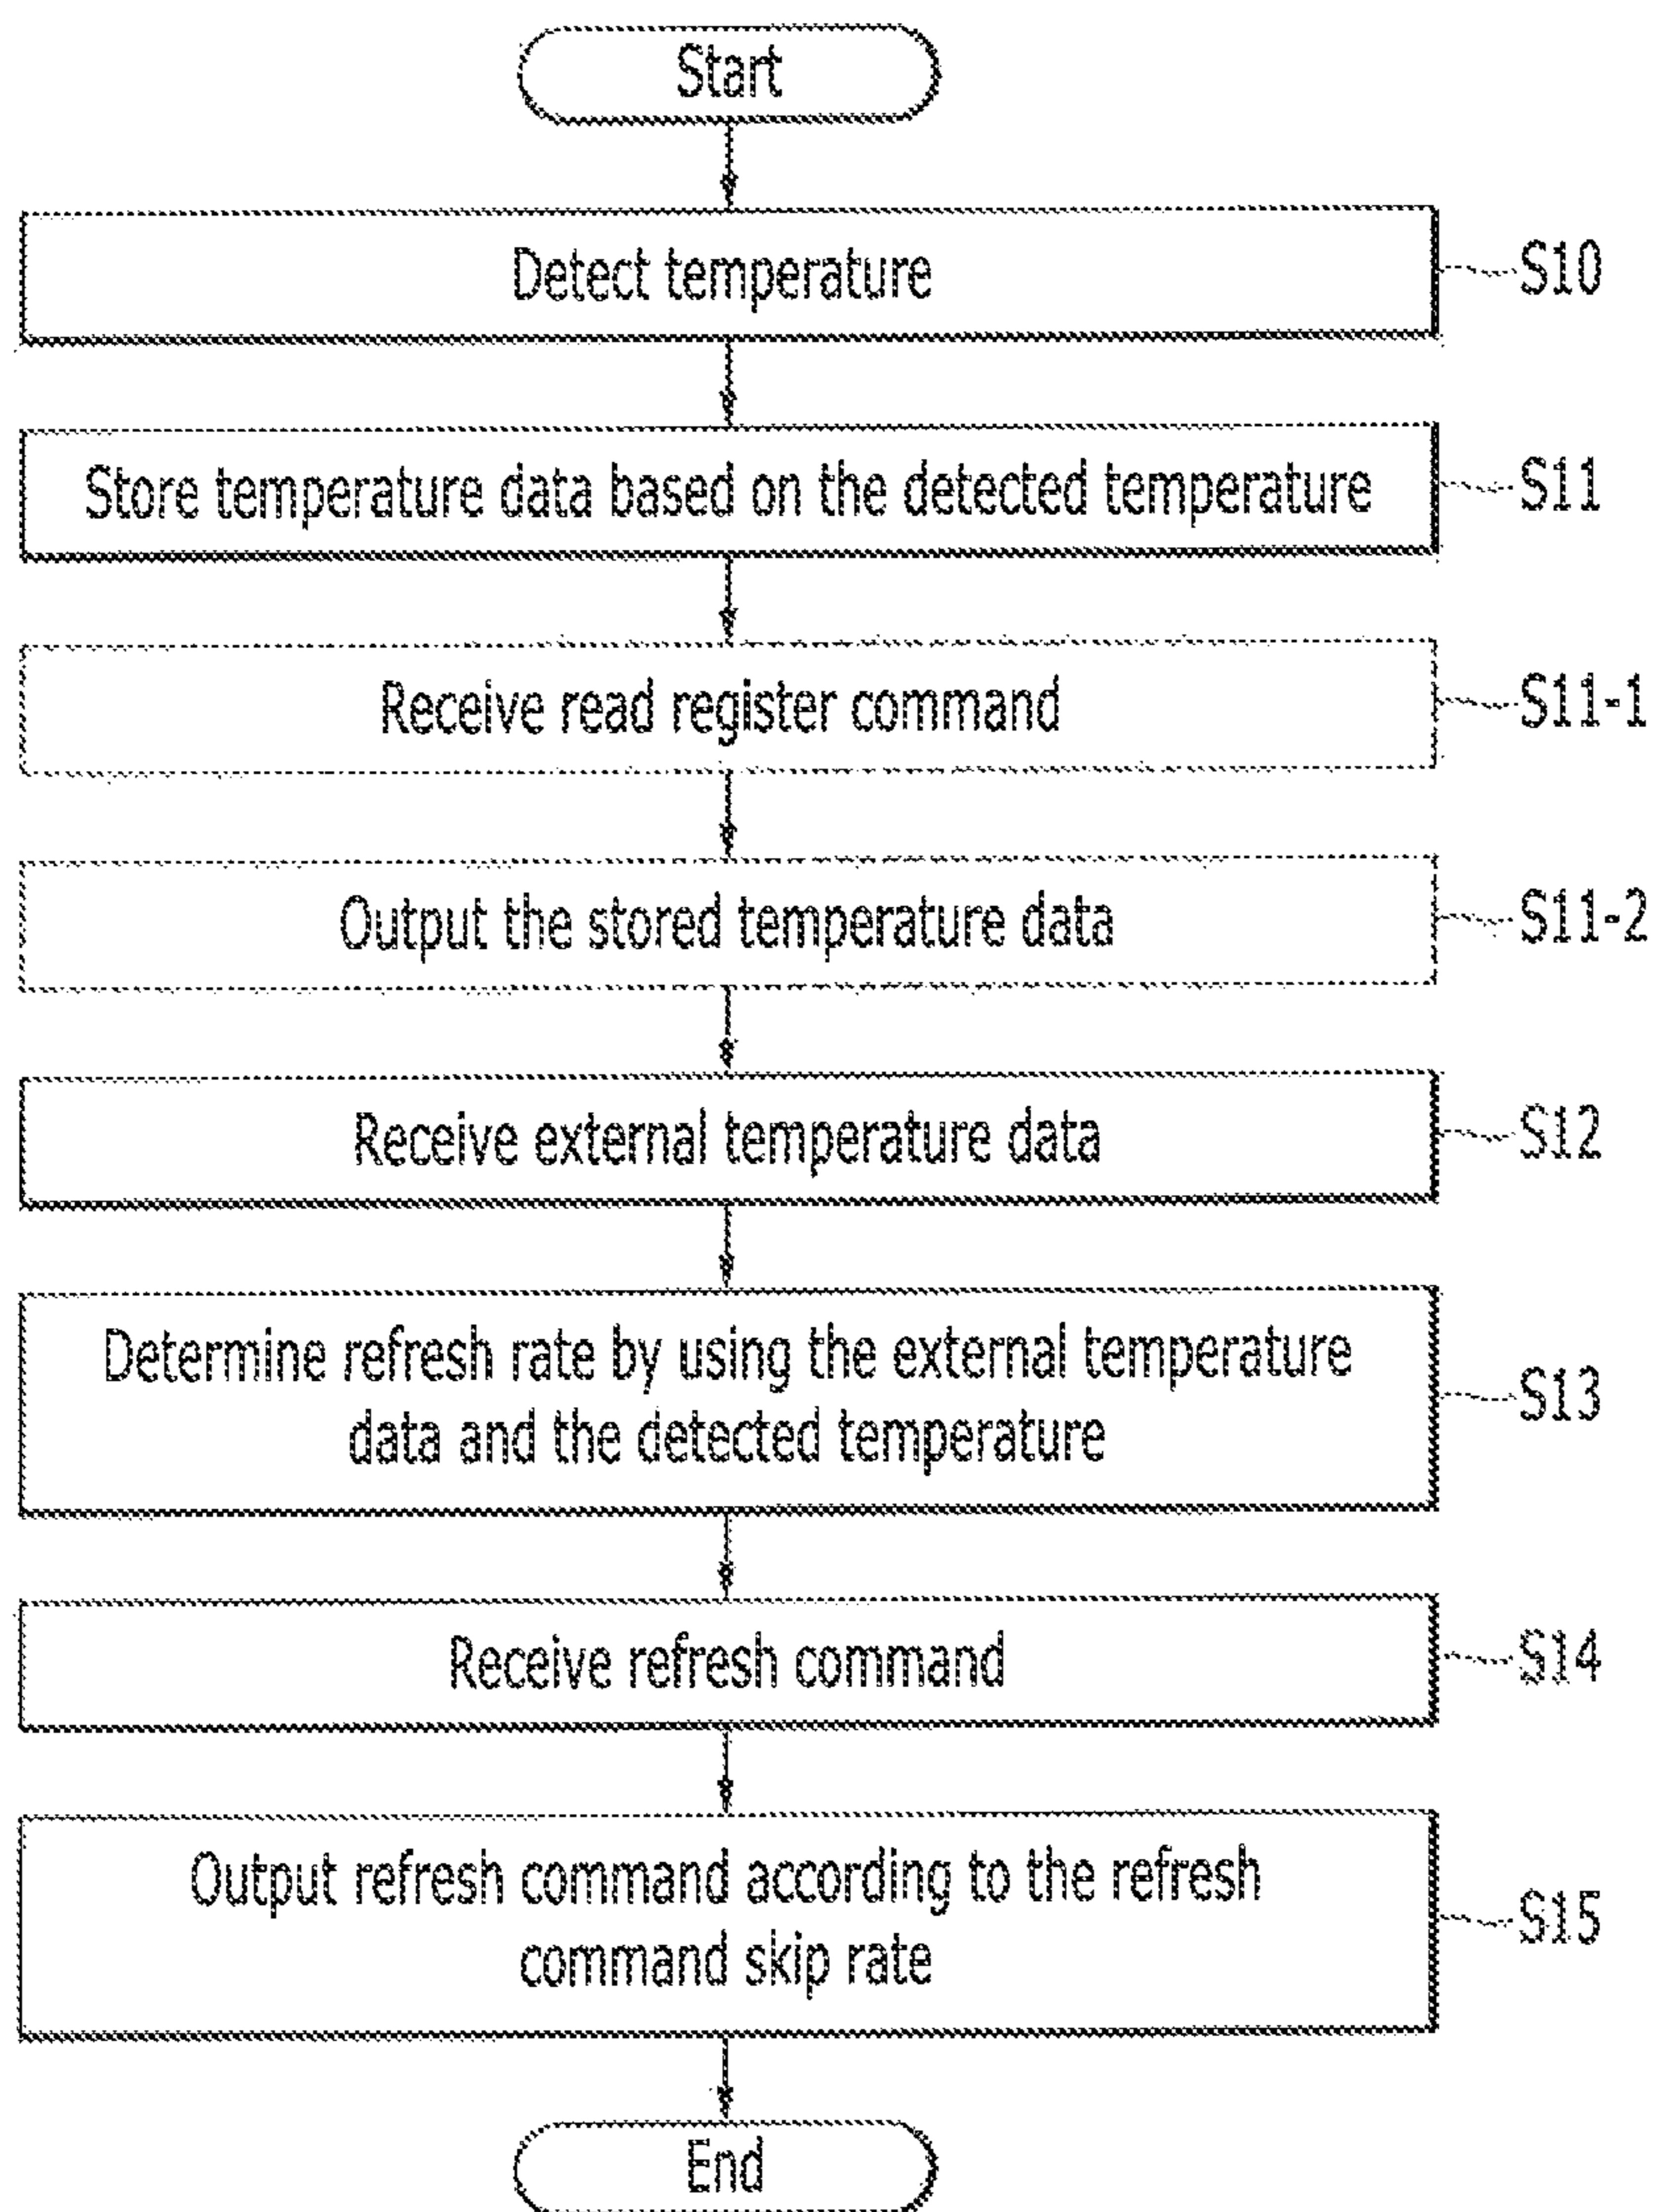 Start
Detect temperature
S10
Store temperature data based on the detected temperature
S11
Receive read register command
S11-1
Output the stored temperature data
S11-2
Receive external temperature data
S12
Determine refresh rate by using the external temperature
data and the detected temperature
S13
Receive refresh command
S14
Output refresh command according to the refresh
command skip rate
S15
End